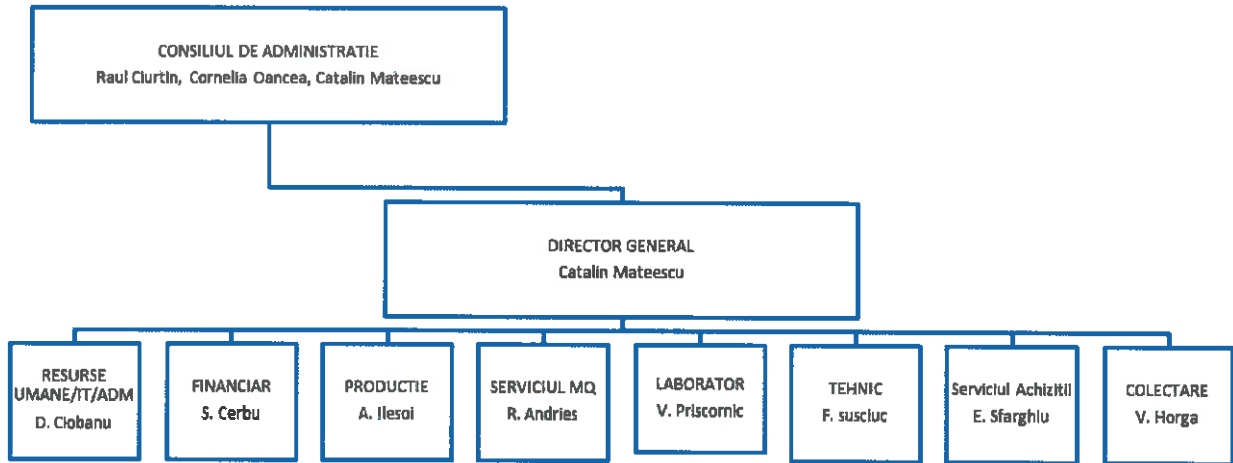 CONSILIUL DE ADMINISTRATIE
Raul Ciurtin, Cornelia Oancea, Catalin Mateescu
DIRECTOR GENERAL
Catalin Mateescu
RESURSE
UMANE/IT/ADM
D. Ciobanu
FINANCIAR
S. Cerbu
PRODUCTIE
A. Ilesoi
SERVICIUL MQ
R. Andries
LABORATOR
V. Priscornic
TEHNIC
F. susciuc
Serviciul Achizitii
E. Sfarghiu
COLECTARE
V. Horga